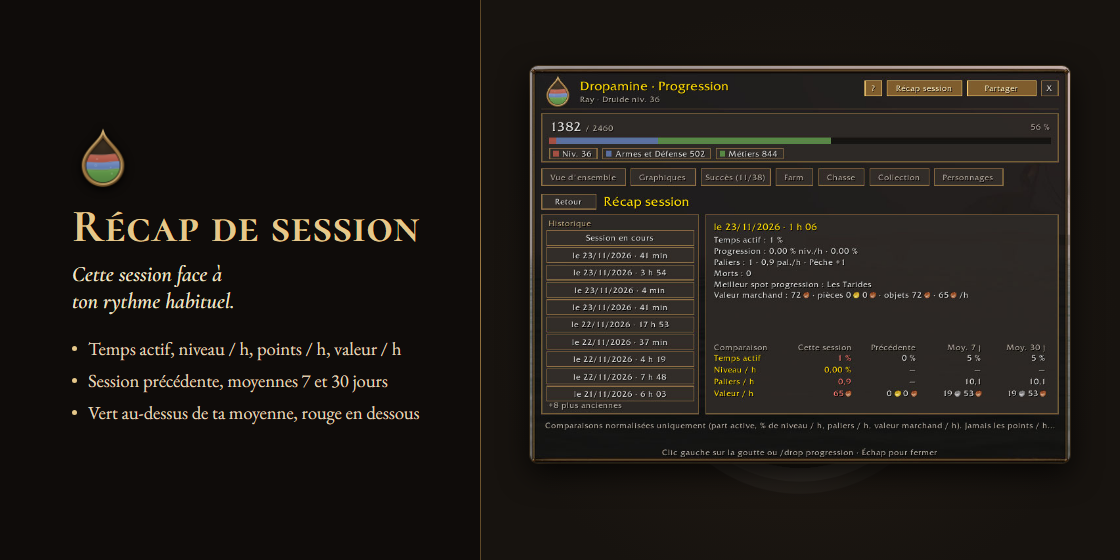 Récap de session
Cette session face à
ton rythme habituel.
• Temps actif, niveau / h, points / h, valeur / h
• Session précédente, moyennes 7 et 30 jours
• Vert au-dessus de ta moyenne, rouge en dessous
Dropamine · Progression
Ray · Druide niv. 36
? Récap session Partager X
1382 / 2460 56 %
Niv. 36 Armes et Défense 502 Métiers 844
Vue d'ensemble Graphiques Succès (11/38) Farm Chasse Collection Personnages
Retour Récap session
Historique
Session en cours
le 23/11/2026 · 41 min
le 23/11/2026 · 3 h 54
le 23/11/2026 · 4 min
le 23/11/2026 · 41 min
le 22/11/2026 · 17 h 53
le 22/11/2026 · 37 min
le 22/11/2026 · 4 h 19
le 22/11/2026 · 7 h 48
le 21/11/2026 · 6 h 03
+8 plus anciennes
le 23/11/2026 · 1 h 06
Temps actif : 1 %
Progression : 0,00 % niv./h · 0,00 %
Paliers : 1 · 0,9 pal./h · Pêche +1
Morts : 0
Meilleur spot progression : Les Tarides
Valeur marchand : 72 · pièces 0 0 · objets 72 · 65 /h
Comparaison Cette session Précédente Moy. 7 j Moy. 30 j
Temps actif 1 % 0 % 5 % 5 %
Niveau / h 0,00 % — — —
Paliers / h 0,9 — 10,1 10,1
Valeur / h 65 0 0 19 53 19 53
Comparaisons normalisées uniquement (part active, % de niveau / h, paliers / h, valeur marchand / h). Jamais les points / h...
Clic gauche sur la goutte ou /drop progression · Échap pour fermer